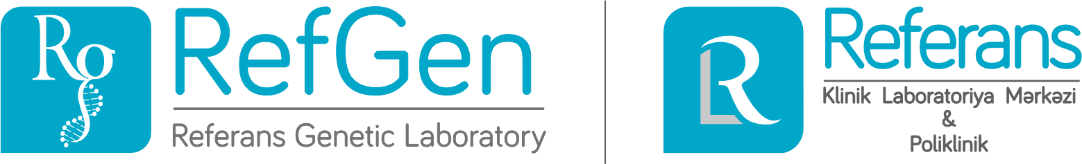 Rg
RefGen
Referans Genetic Laboratory
LR
Referans
Klinik Laboratoriya Mərkəzi
&
Poliklinik